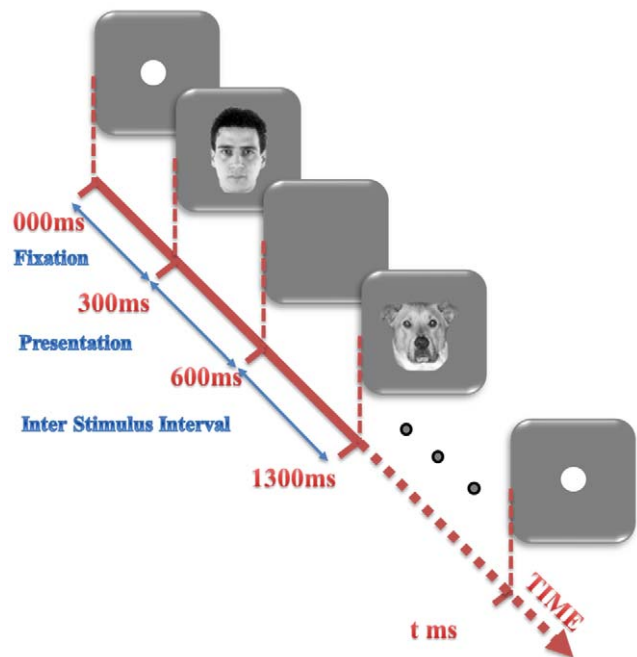 000ms
Fixation
300ms
Presentation
600ms
Inter Stimulus Interval
1300ms
TIME
t ms